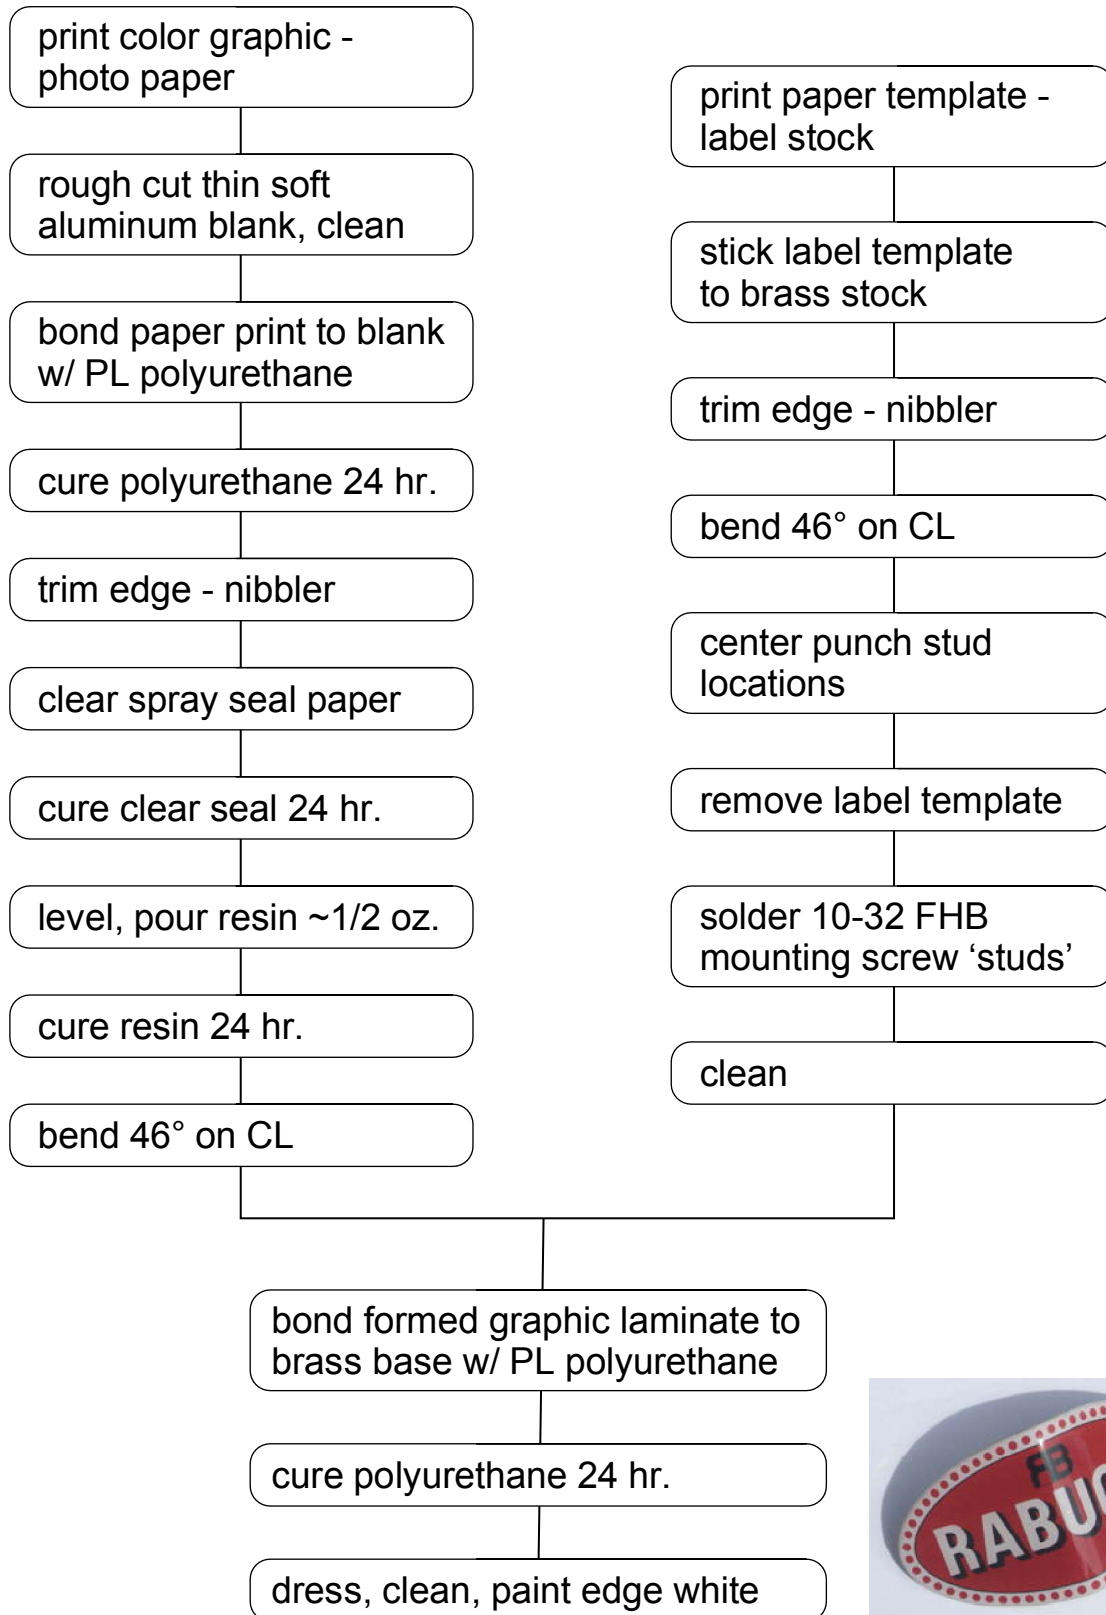 print color graphic -
photo paper
rough cut thin soft
aluminum blank, clean
bond paper print to blank
w/ PL polyurethane
cure polyurethane 24 hr.
trim edge - nibbler
clear spray seal paper
cure clear seal 24 hr.
level, pour resin ~1/2 oz.
cure resin 24 hr.
bend 46° on CL
print paper template -
label stock
stick label template
to brass stock
trim edge - nibbler
bend 46° on CL
center punch stud
locations
remove label template
solder 10-32 FHB
mounting screw ‘studs’
clean
bond formed graphic laminate to
brass base w/ PL polyurethane
cure polyurethane 24 hr.
dress, clean, paint edge white
FB